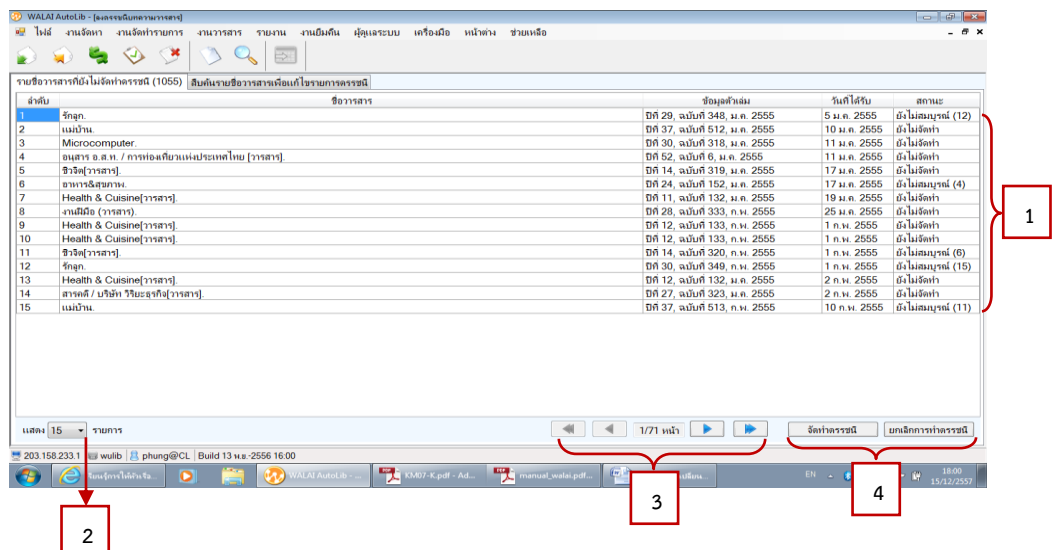 WALAI AutoLib - [ลงดรรชนีบทความวารสาร]
ไฟล์ งานจัดหา งานจัดทำรายการ งานวารสาร รายงาน งานยืมคืน ผู้ดูแลระบบ เครื่องมือ หน้าต่าง ช่วยเหลือ
รายชื่อวารสารที่ยังไม่จัดทำดรรชนี (1055) สืบค้นรายชื่อวารสารเพื่อแก้ไขรายการดรรชนี
ลำดับ ชื่อวารสาร ข้อมูลตัวเล่ม วันที่ได้รับ สถานะ
1 รักลูก. ปีที่ 29, ฉบับที่ 348, ม.ค. 2555 5 ม.ค. 2555 ยังไม่สมบูรณ์ (12)
2 แม่บ้าน. ปีที่ 37, ฉบับที่ 512, ม.ค. 2555 10 ม.ค. 2555 ยังไม่จัดทำ
3 Microcomputer. ปีที่ 30, ฉบับที่ 318, ม.ค. 2555 11 ม.ค. 2555 ยังไม่จัดทำ
4 อนุสาร อ.ส.ท. / การท่องเที่ยวแห่งประเทศไทย [วารสาร]. ปีที่ 52, ฉบับที่ 6, ม.ค. 2555 11 ม.ค. 2555 ยังไม่จัดทำ
5 ชีวจิต[วารสาร]. ปีที่ 14, ฉบับที่ 319, ม.ค. 2555 17 ม.ค. 2555 ยังไม่จัดทำ
6 อาหาร&สุขภาพ. ปีที่ 24, ฉบับที่ 152, ม.ค. 2555 17 ม.ค. 2555 ยังไม่สมบูรณ์ (4)
7 Health & Cuisine[วารสาร]. ปีที่ 11, ฉบับที่ 132, ม.ค. 2555 19 ม.ค. 2555 ยังไม่จัดทำ
8 งานฝีมือ (วารสาร). ปีที่ 28, ฉบับที่ 333, ก.พ. 2555 25 ม.ค. 2555 ยังไม่จัดทำ
9 Health & Cuisine[วารสาร]. ปีที่ 12, ฉบับที่ 133, ก.พ. 2555 1 ก.พ. 2555 ยังไม่จัดทำ
10 Health & Cuisine[วารสาร]. ปีที่ 12, ฉบับที่ 133, ก.พ. 2555 1 ก.พ. 2555 ยังไม่จัดทำ
11 ชีวจิต[วารสาร]. ปีที่ 14, ฉบับที่ 320, ก.พ. 2555 1 ก.พ. 2555 ยังไม่สมบูรณ์ (6)
12 รักลูก. ปีที่ 30, ฉบับที่ 349, ก.พ. 2555 1 ก.พ. 2555 ยังไม่สมบูรณ์ (15)
13 Health & Cuisine[วารสาร]. ปีที่ 12, ฉบับที่ 132, ม.ค. 2555 2 ก.พ. 2555 ยังไม่จัดทำ
14 สารคดี / บริษัท วิริยะธุรกิจ[วารสาร]. ปีที่ 27, ฉบับที่ 323, ม.ค. 2555 2 ก.พ. 2555 ยังไม่จัดทำ
15 แม่บ้าน. ปีที่ 37, ฉบับที่ 513, ก.พ. 2555 10 ก.พ. 2555 ยังไม่สมบูรณ์ (11)
1
แสดง 15 รายการ 1/71 หน้า จัดทำดรรชนี ยกเลิกการทำดรรชนี
203.158.233.1 wulib phung@CL Build 13 พ.ย.-2556 16:00
WALAI AutoLib - ... KM07-K.pdf - Ad... manual_walai.pdf... EN 18:00
15/12/2557
3 4
2